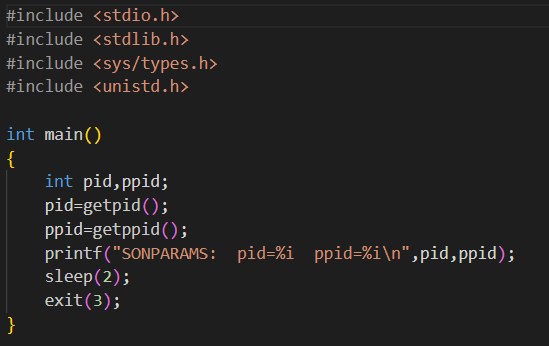 #include <stdio.h>
#include <stdlib.h>
#include <sys/types.h>
#include <unistd.h>

int main()
{
    int pid,ppid;
    pid=getpid();
    ppid=getppid();
    printf("SONPARAMS:  pid=%i  ppid=%i\n",pid,ppid);
    sleep(2);
    exit(3);
}